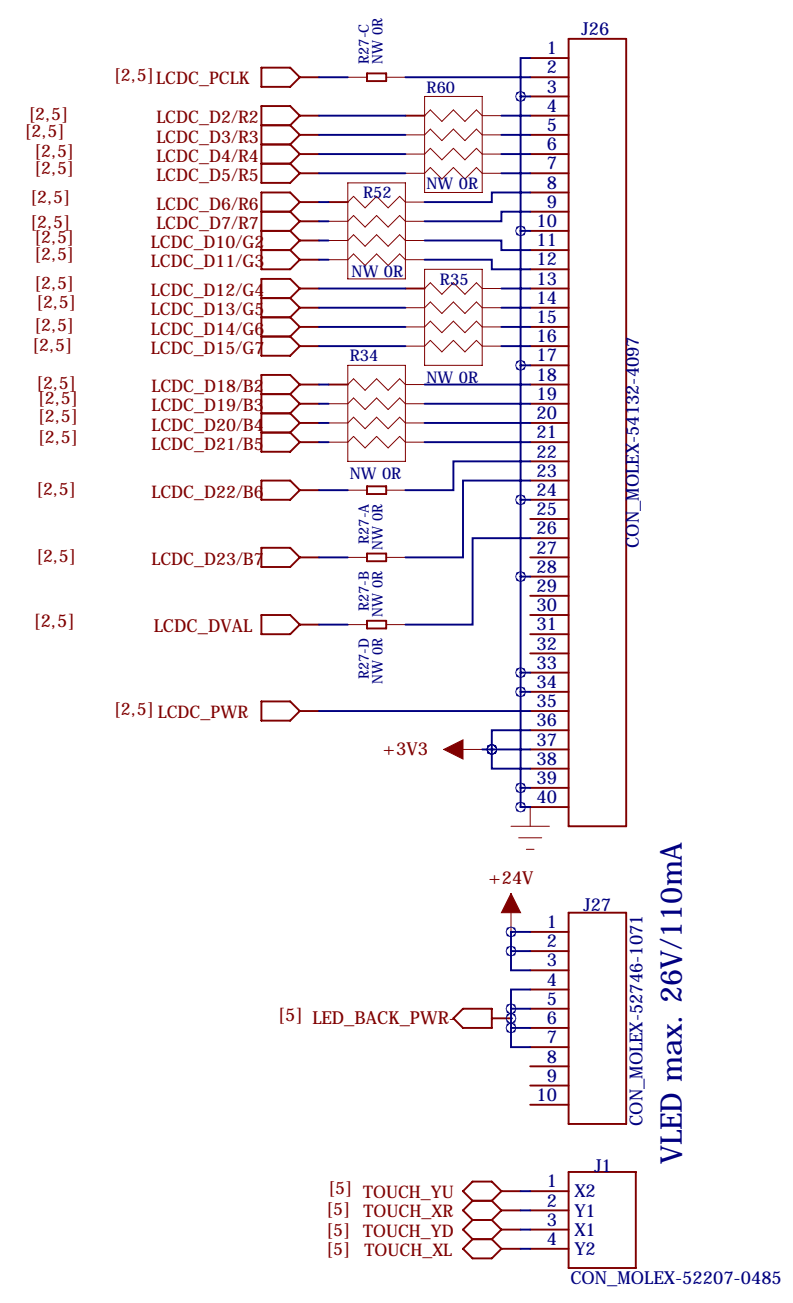 J26
R27-C
NW 0R
1
[2,5] LCDC_PCLK
2
3
R60
[2,5] LCDC_D2/R2
4
[2,5] LCDC_D3/R3
5
[2,5] LCDC_D4/R4
6
[2,5] LCDC_D5/R5
7
NW 0R
8
R52
[2,5] LCDC_D6/R6
9
[2,5] LCDC_D7/R7
10
[2,5] LCDC_D10/G2
11
[2,5] LCDC_D11/G3
12
NW 0R
R35
13
[2,5] LCDC_D12/G4
14
[2,5] LCDC_D13/G5
15
[2,5] LCDC_D14/G6
16
[2,5] LCDC_D15/G7
17
R34
NW 0R
18
[2,5] LCDC_D18/B2
19
[2,5] LCDC_D19/B3
20
[2,5] LCDC_D20/B4
21
[2,5] LCDC_D21/B5
22
NW 0R
23
[2,5] LCDC_D22/B6
24
R27-A
NW 0R
25
26
[2,5] LCDC_D23/B7
27
28
R27-B
NW 0R
29
30
[2,5] LCDC_DVAL
31
32
R27-D
NW 0R
33
34
[2,5] LCDC_PWR
35
36
+3V3
37
38
39
40
CON_MOLEX-54132-4097
+24V
J27
1
2
3
4
5
[5] LED_BACK_PWR
6
7
8
9
10
CON_MOLEX-52746-1071
VLED max. 26V/110mA
J1
[5] TOUCH_YU 1 X2
[5] TOUCH_XR 2 Y1
[5] TOUCH_YD 3 X1
[5] TOUCH_XL 4 Y2
CON_MOLEX-52207-0485